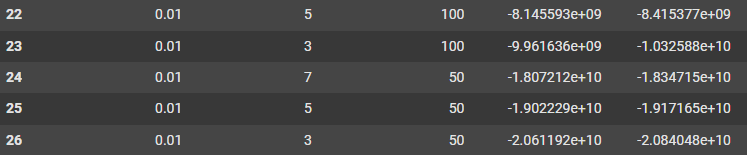 22 0.01 5 100 -8.145593e+09 -8.415377e+09
23 0.01 3 100 -9.961636e+09 -1.032588e+10
24 0.01 7 50 -1.807212e+10 -1.834715e+10
25 0.01 5 50 -1.902229e+10 -1.917165e+10
26 0.01 3 50 -2.061192e+10 -2.084048e+10